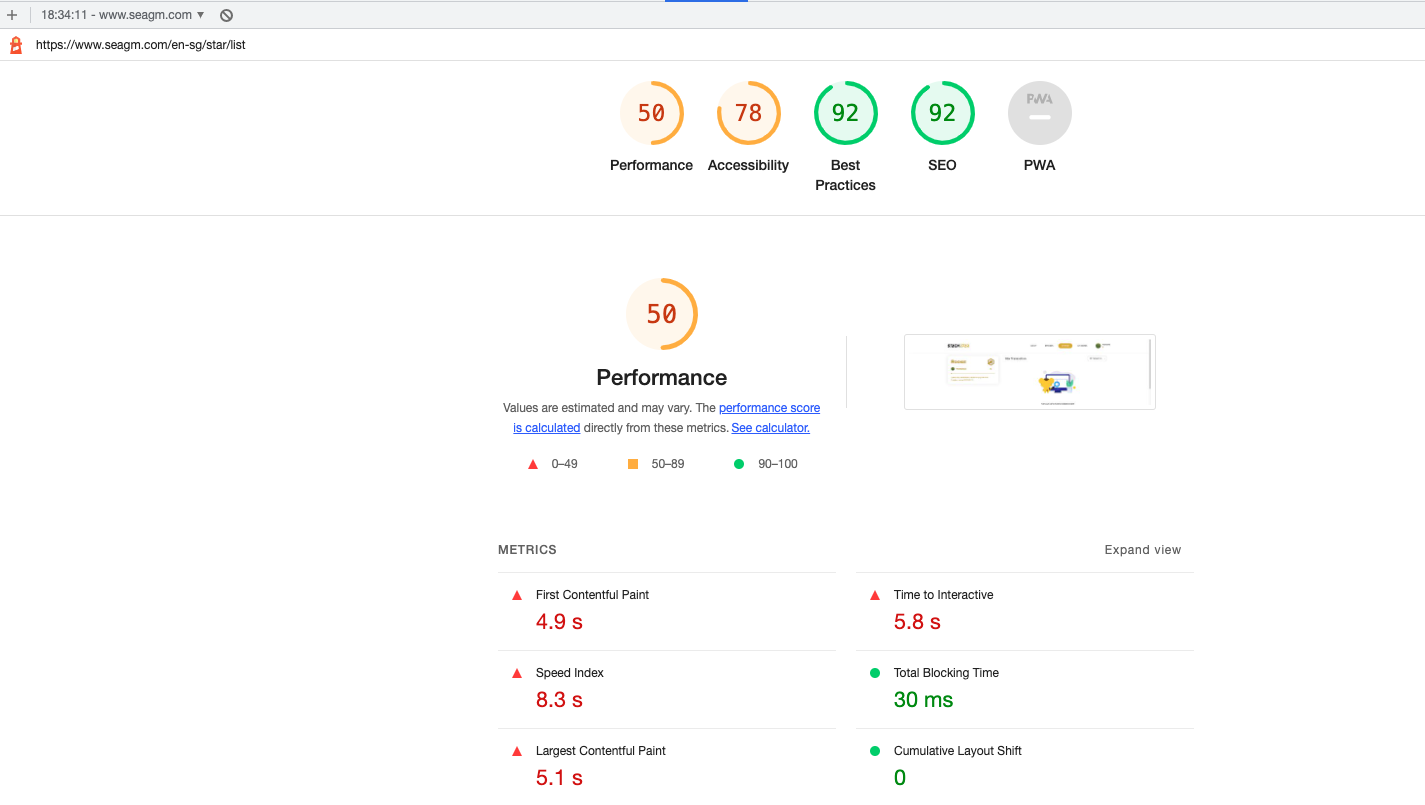 18:34:11 - www.seagm.com
https://www.seagm.com/en-sg/star/list
50
78
92
92
PWA
Performance
Accessibility
Best
Practices
SEO
PWA
50
Performance
Values are estimated and may vary. The performance score
is calculated directly from these metrics. See calculator.
0–49
50–89
90–100
METRICS
Expand view
First Contentful Paint
4.9 s
Time to Interactive
5.8 s
Speed Index
8.3 s
Total Blocking Time
30 ms
Largest Contentful Paint
5.1 s
Cumulative Layout Shift
0